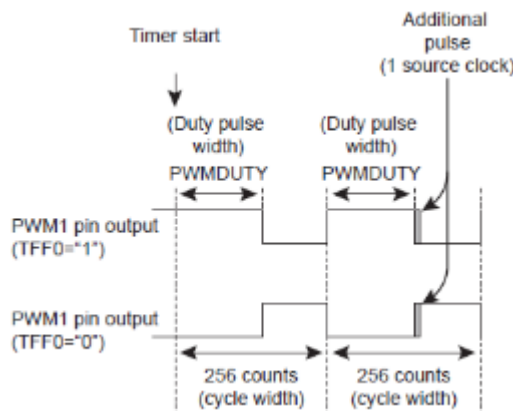 Additional
pulse
(1 source clock)
Timer start
(Duty pulse
width)
PWMDUTY
(Duty pulse
width)
PWMDUTY
PWM1 pin output
(TFF0=“1”)
PWM1 pin output
(TFF0=“0”)
256 counts
(cycle width)
256 counts
(cycle width)